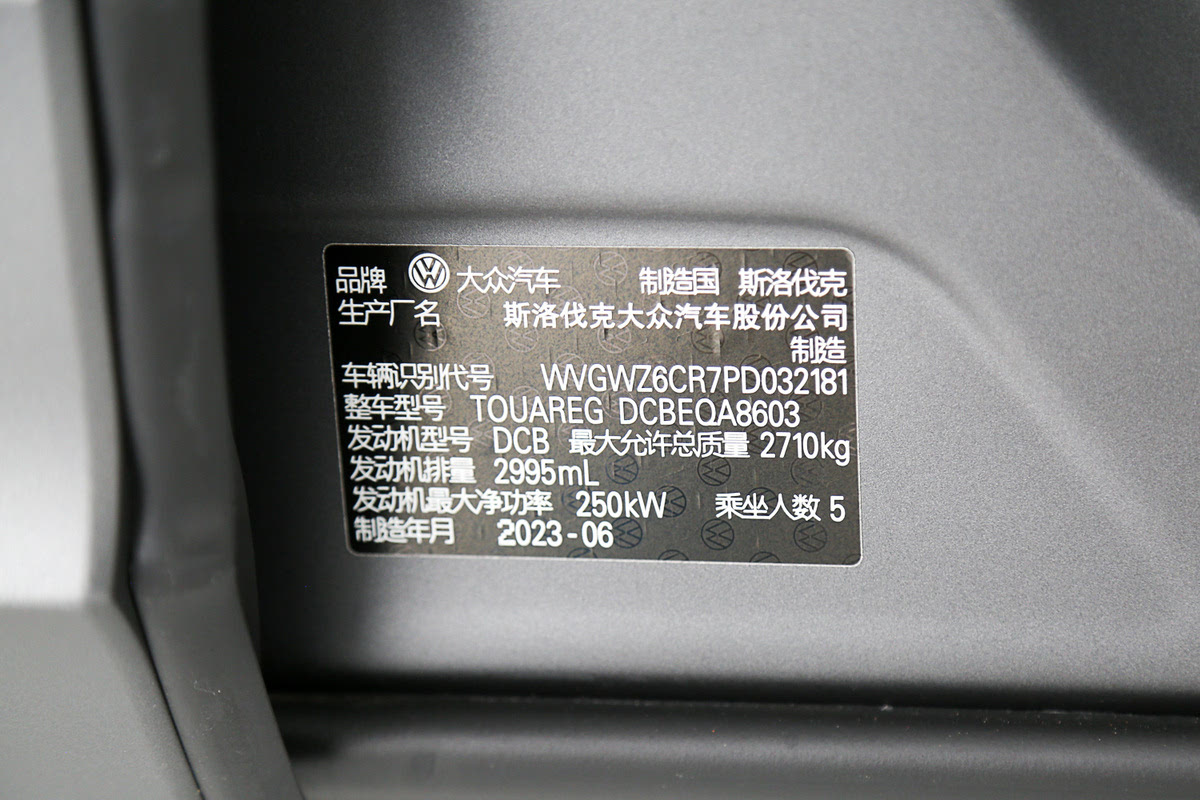 品牌 大众汽车 制造国 斯洛伐克
生产厂名 斯洛伐克大众汽车股份公司
制造
车辆识别代号 WVGWZ6CR7PD032181
整车型号 TOUAREG DCBEQA8603
发动机型号 DCB 最大允许总质量 2710kg
发动机排量 2995mL
发动机最大净功率 250kW 乘坐人数 5
制造年月 2023-06